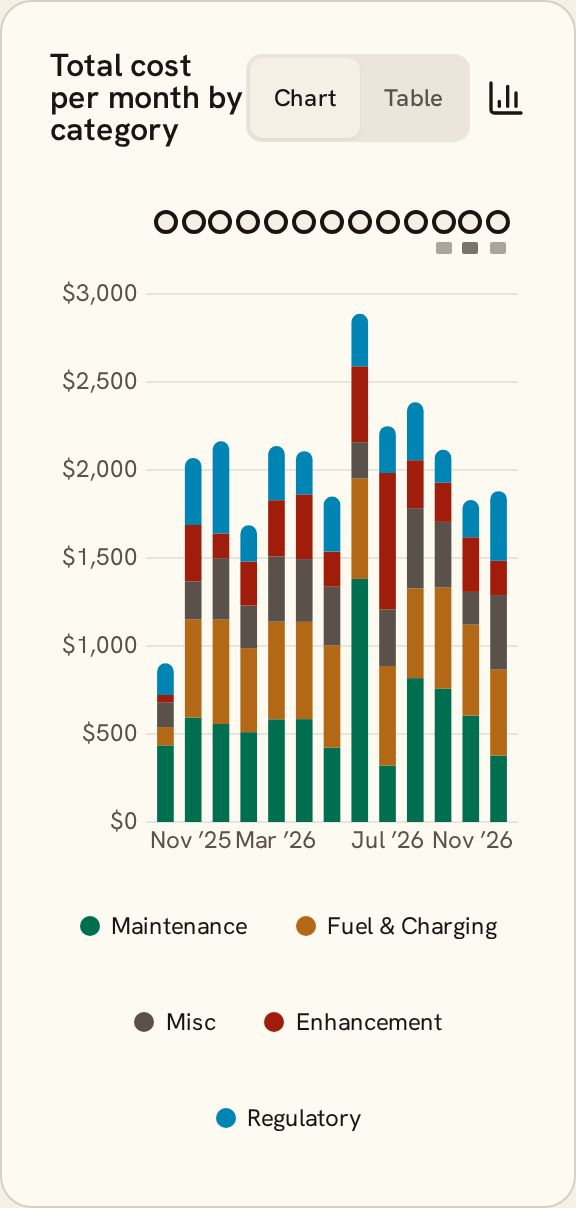 Total cost
per month by
category
Chart
Table
$3,000
$2,500
$2,000
$1,500
$1,000
$500
$0
Nov ’25 Mar ’26 Jul ’26 Nov ’26
Maintenance
Fuel & Charging
Misc
Enhancement
Regulatory